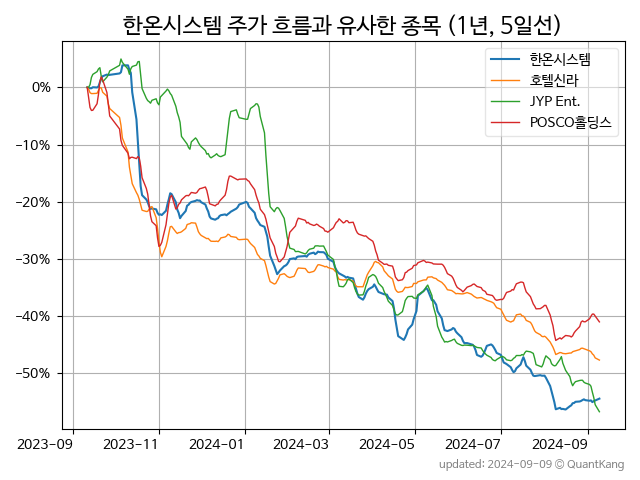 한온시스템 주가 흐름과 유사한 종목 (1년, 5일선)
한온시스템
호텔신라
JYP Ent.
POSCO홀딩스
0%
−10%
−20%
−30%
−40%
−50%
2023-09
2023-11
2024-01
2024-03
2024-05
2024-07
2024-09
updated: 2024-09-09 © QuantKang